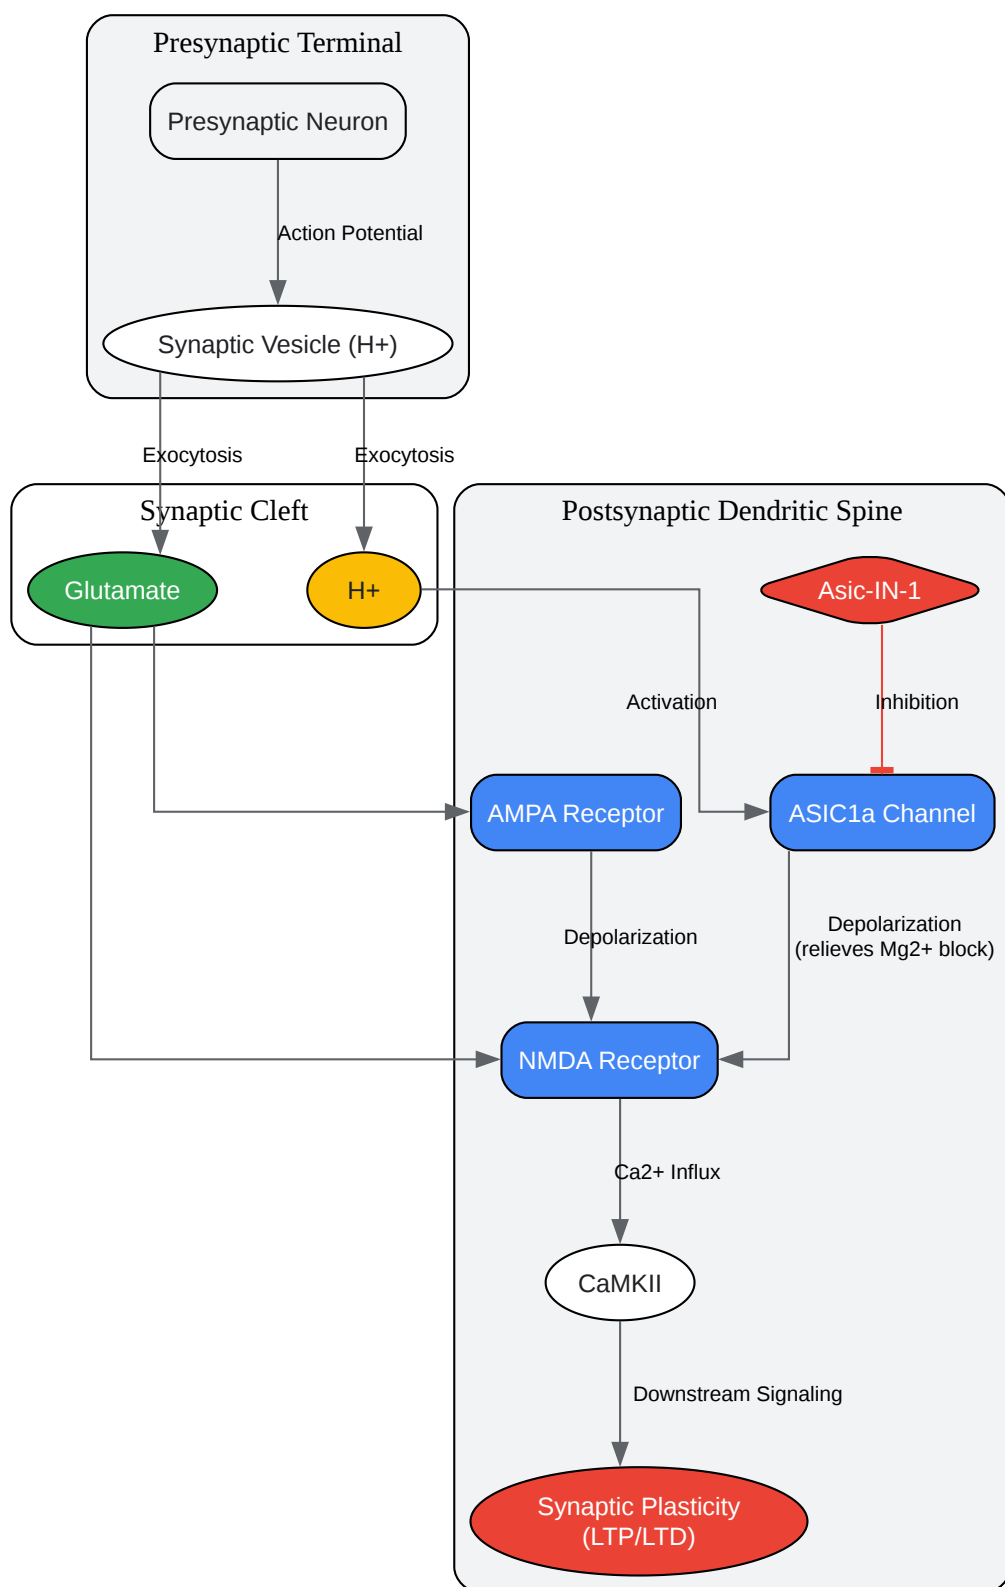 Presynaptic Terminal
Presynaptic Neuron
Action Potential
Synaptic Vesicle (H+)
Exocytosis
Exocytosis
Synaptic Cleft
Glutamate
H+
Postsynaptic Dendritic Spine
Asic-IN-1
Activation
Inhibition
AMPA Receptor
ASIC1a Channel
Depolarization
Depolarization
(relieves Mg2+ block)
NMDA Receptor
Ca2+ Influx
CaMKII
Downstream Signaling
Synaptic Plasticity
(LTP/LTD)